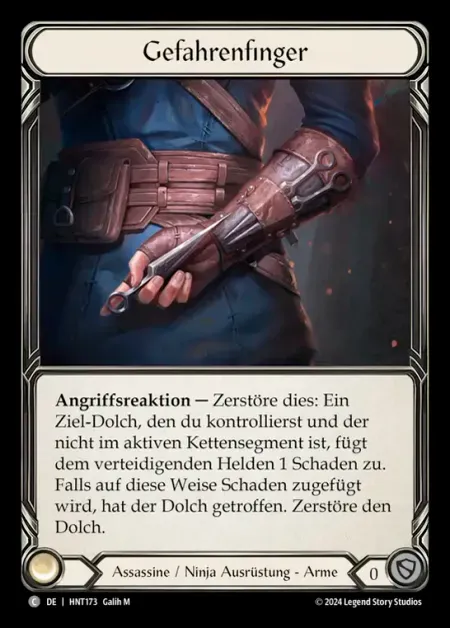 Gefahrenfinger
Angriffsreaktion — Zerstöre dies: Ein
Ziel-Dolch, den du kontrollierst und der
nicht im aktiven Kettensegment ist, fügt
dem verteidigenden Helden 1 Schaden zu.
Falls auf diese Weise Schaden zugefügt
wird, hat der Dolch getroffen. Zerstöre den
Dolch.
Assassine / Ninja Ausrüstung - Arme 0
C DE | HNT173 Galih M © 2024 Legend Story Studios